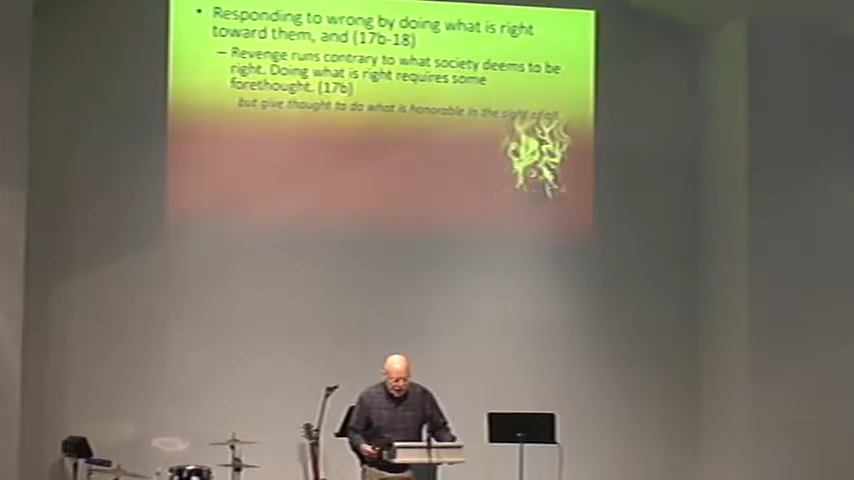 • Responding to wrong by doing what is right
toward them, and (17b-18)
– Revenge runs contrary to what society deems to be
right. Doing what is right requires some
forethought. (17b)
but give thought to do what is honorable in the sight of all.